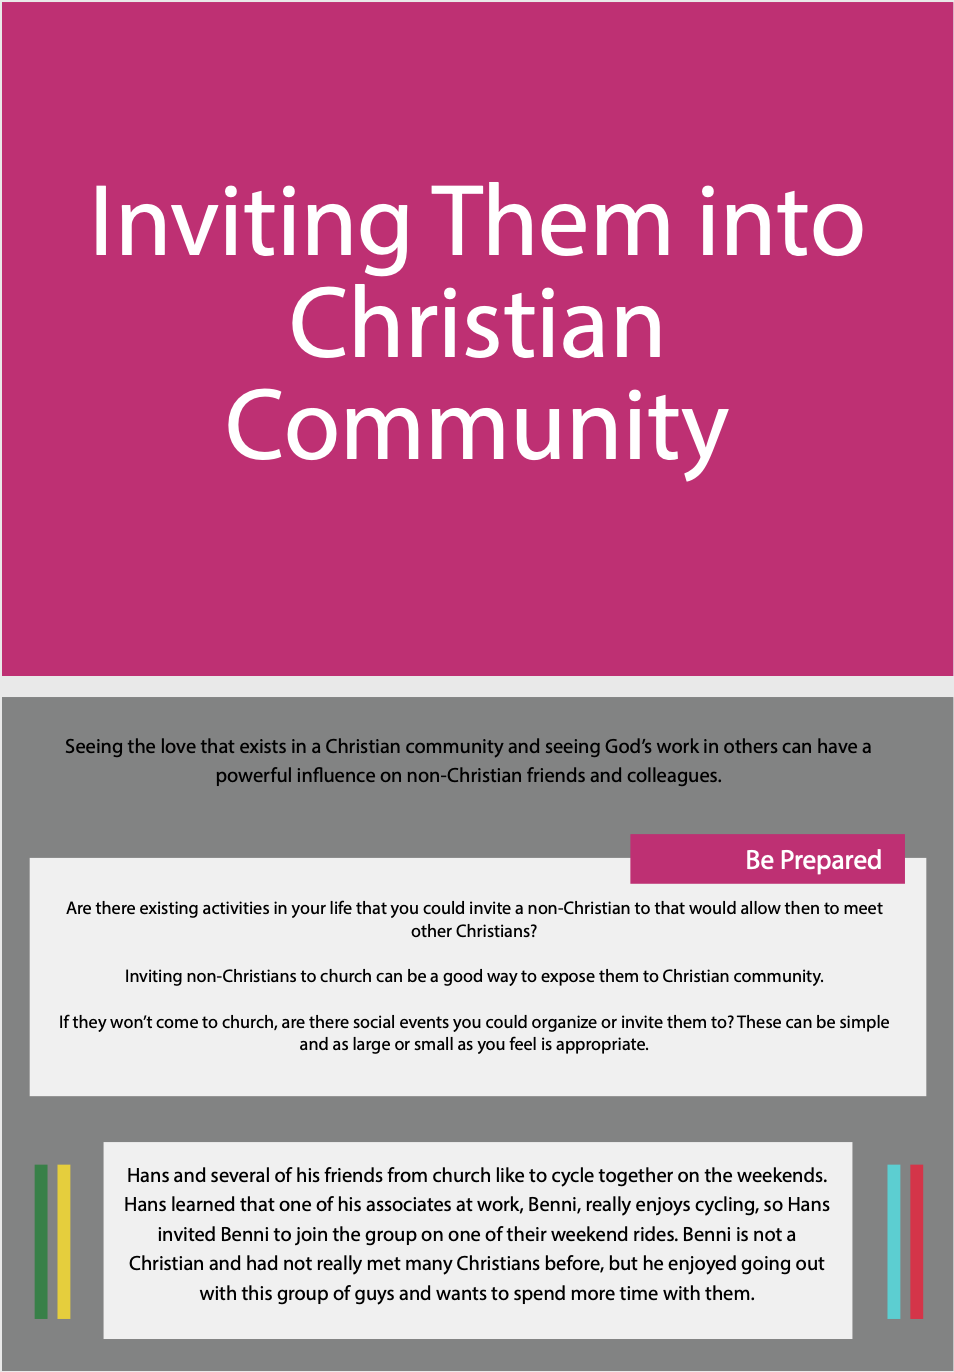 Inviting Them into
Christian
Community
Seeing the love that exists in a Christian community and seeing God’s work in others can have a
powerful influence on non-Christian friends and colleagues.
Be Prepared
Are there existing activities in your life that you could invite a non-Christian to that would allow then to meet
other Christians?
Inviting non-Christians to church can be a good way to expose them to Christian community.
If they won’t come to church, are there social events you could organize or invite them to? These can be simple
and as large or small as you feel is appropriate.
Hans and several of his friends from church like to cycle together on the weekends.
Hans learned that one of his associates at work, Benni, really enjoys cycling, so Hans
invited Benni to join the group on one of their weekend rides. Benni is not a
Christian and had not really met many Christians before, but he enjoyed going out
with this group of guys and wants to spend more time with them.